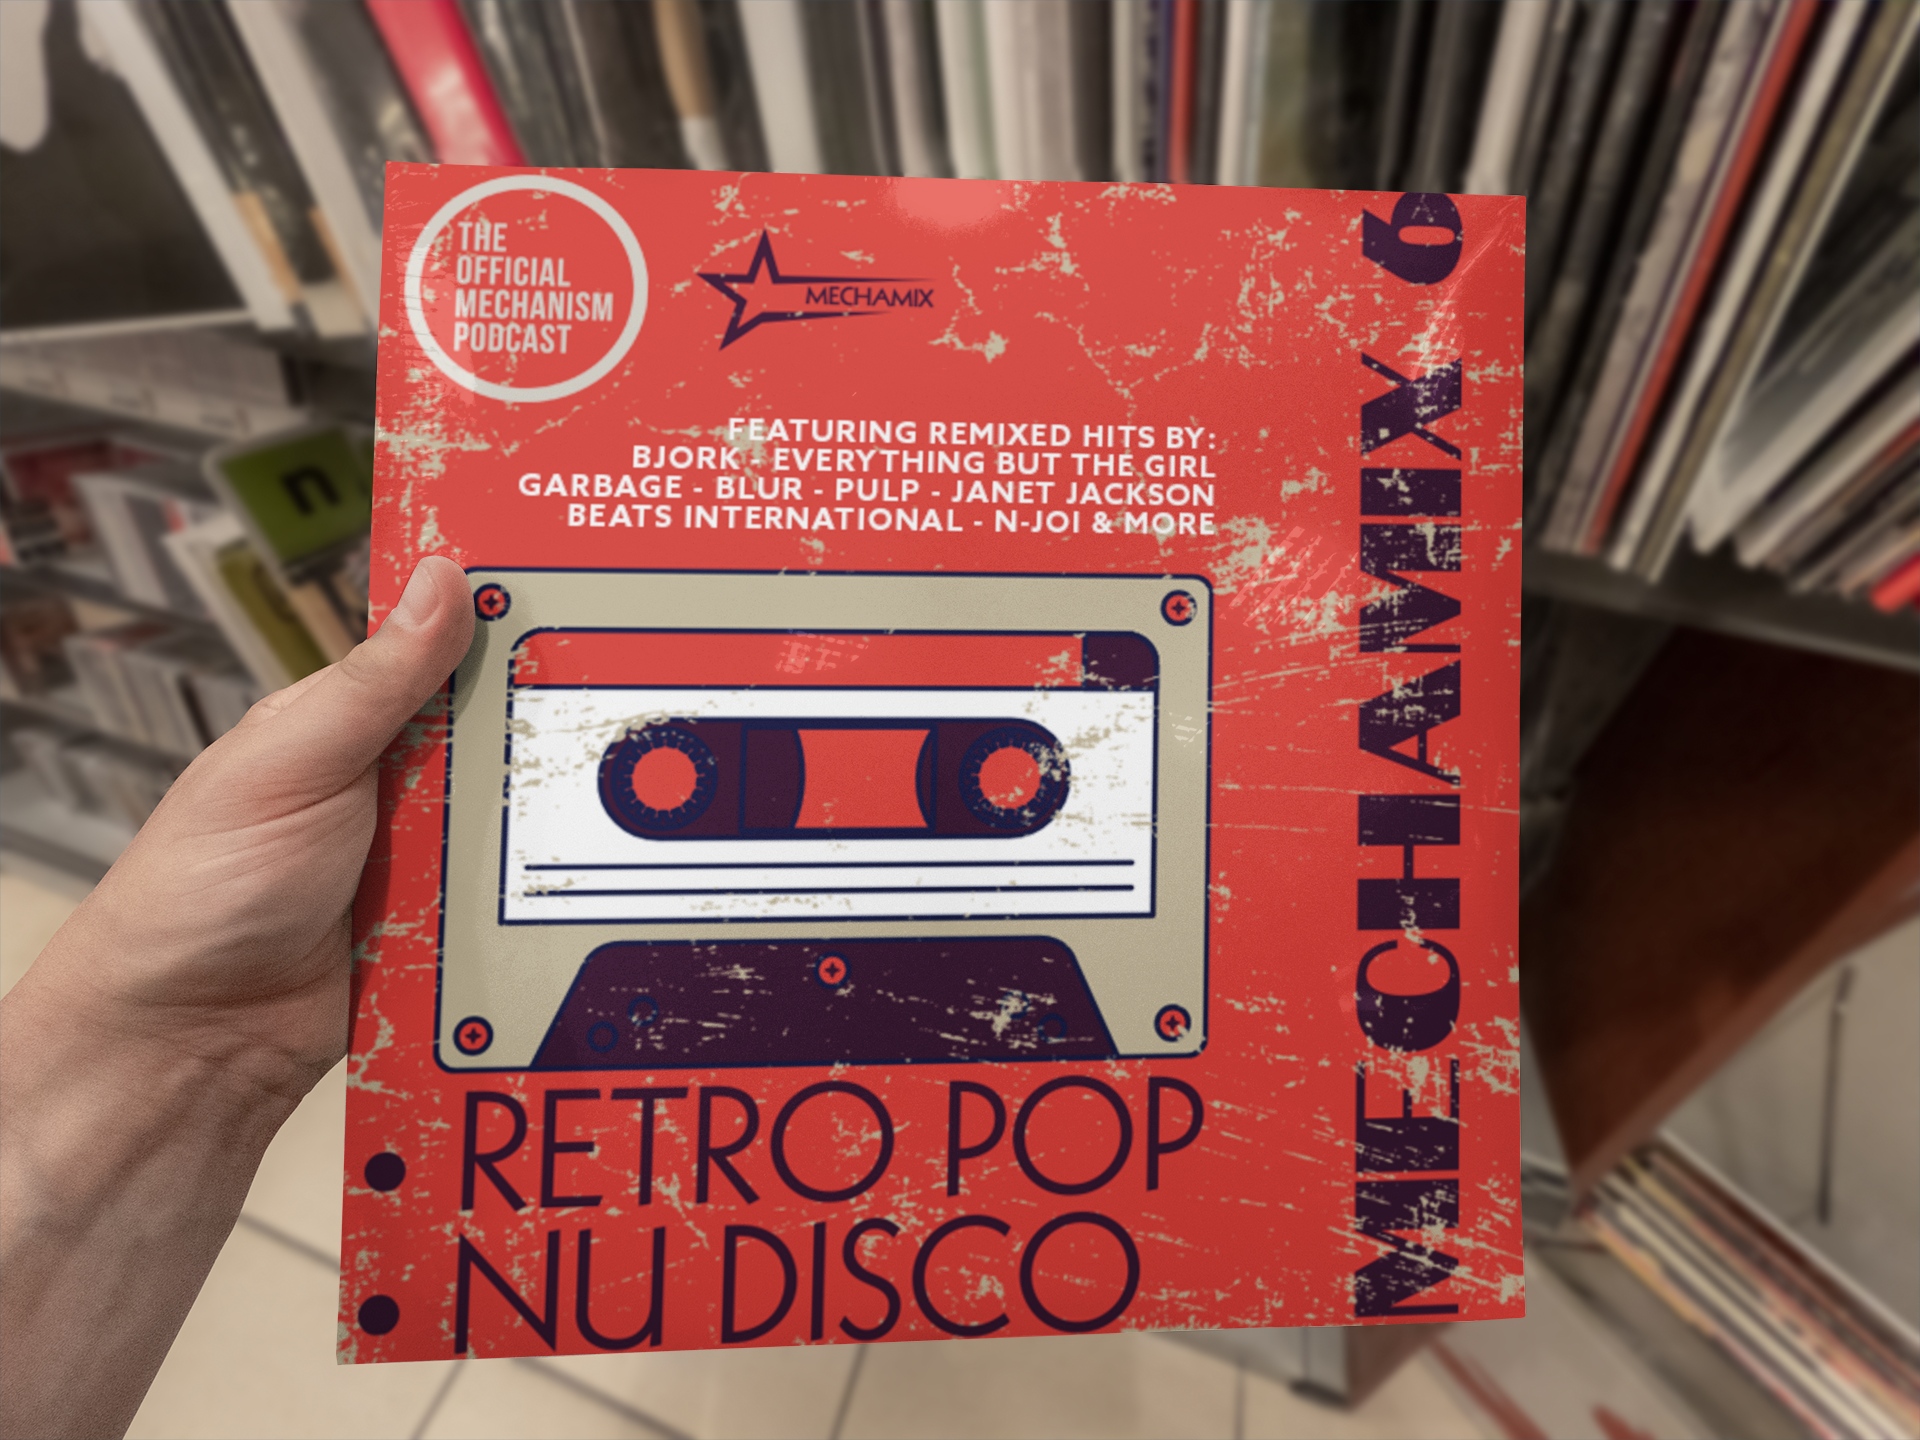 THE
OFFICIAL
MECHANISM
PODCAST
MECHAMIX
FEATURING REMIXED HITS BY:
BJORK - EVERYTHING BUT THE GIRL
GARBAGE - BLUR - PULP - JANET JACKSON
BEATS INTERNATIONAL - N-JOI & MORE
• RETRO POP
• NU DISCO
MECHAMIX 6
n